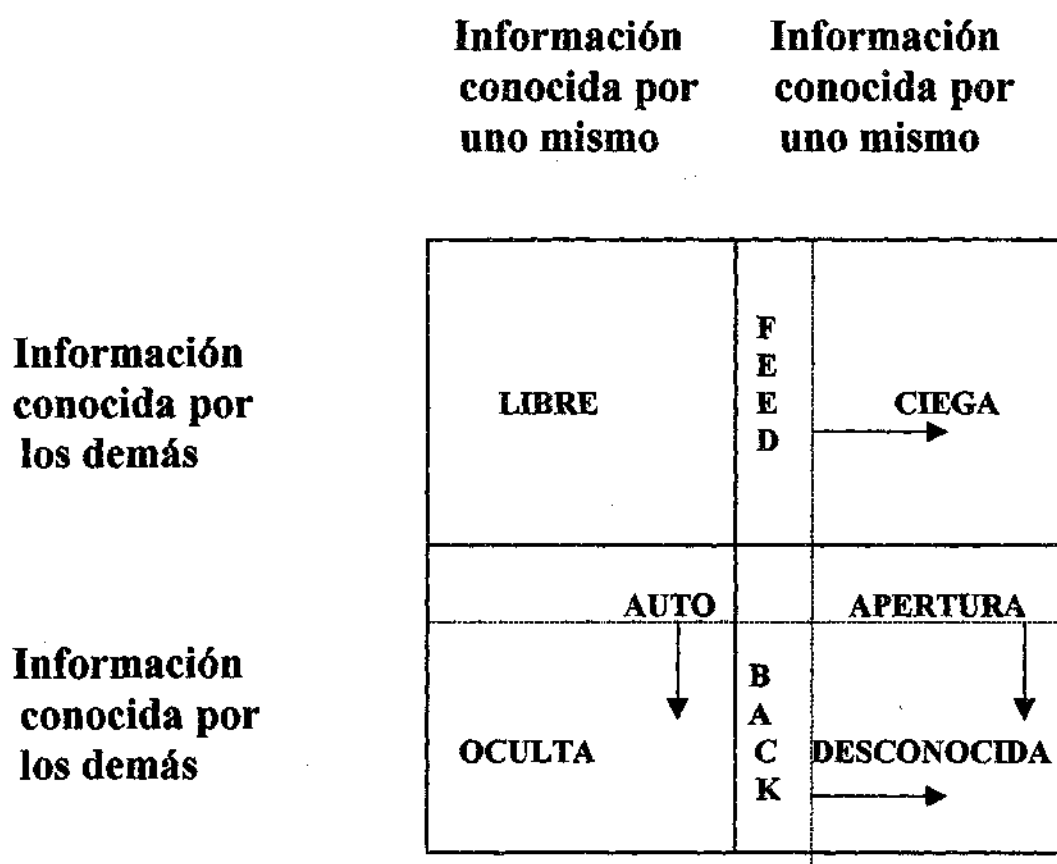 Información
conocida por
uno mismo
Información
conocida por
uno mismo
Información
conocida por
los demás
LIBRE
F
E
E
D
CIEGA
AUTO
APERTURA
Información
conocida por
los demás
OCULTA
B
A
C
K
DESCONOCIDA